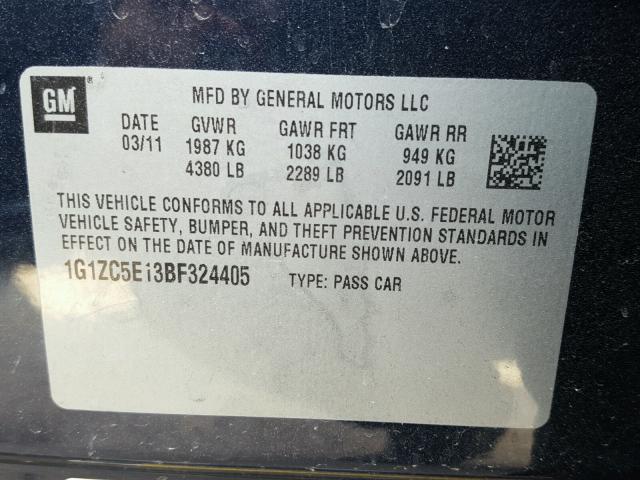 GM ®
MFD BY GENERAL MOTORS LLC
DATE GVWR GAWR FRT GAWR RR
03/11 1987 KG 1038 KG 949 KG
4380 LB 2289 LB 2091 LB
THIS VEHICLE CONFORMS TO ALL APPLICABLE U.S. FEDERAL MOTOR
VEHICLE SAFETY, BUMPER, AND THEFT PREVENTION STANDARDS IN
EFFECT ON THE DATE OF MANUFACTURE SHOWN ABOVE.
1G1ZC5E13BF324405 TYPE: PASS CAR